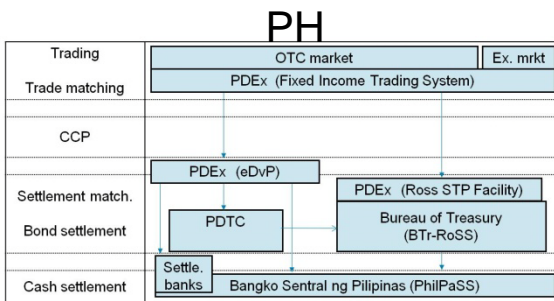 PH
Trading
OTC market
Ex. mrkt
Trade matching
PDEx (Fixed Income Trading System)
CCP
PDEx (eDvP)
Settlement match.
PDEx (Ross STP Facility)
Bond settlement
PDTC
Bureau of Treasury
(BTr-RoSS)
Settle.
banks
Cash settlement
Bangko Sentral ng Pilipinas (PhilPaSS)